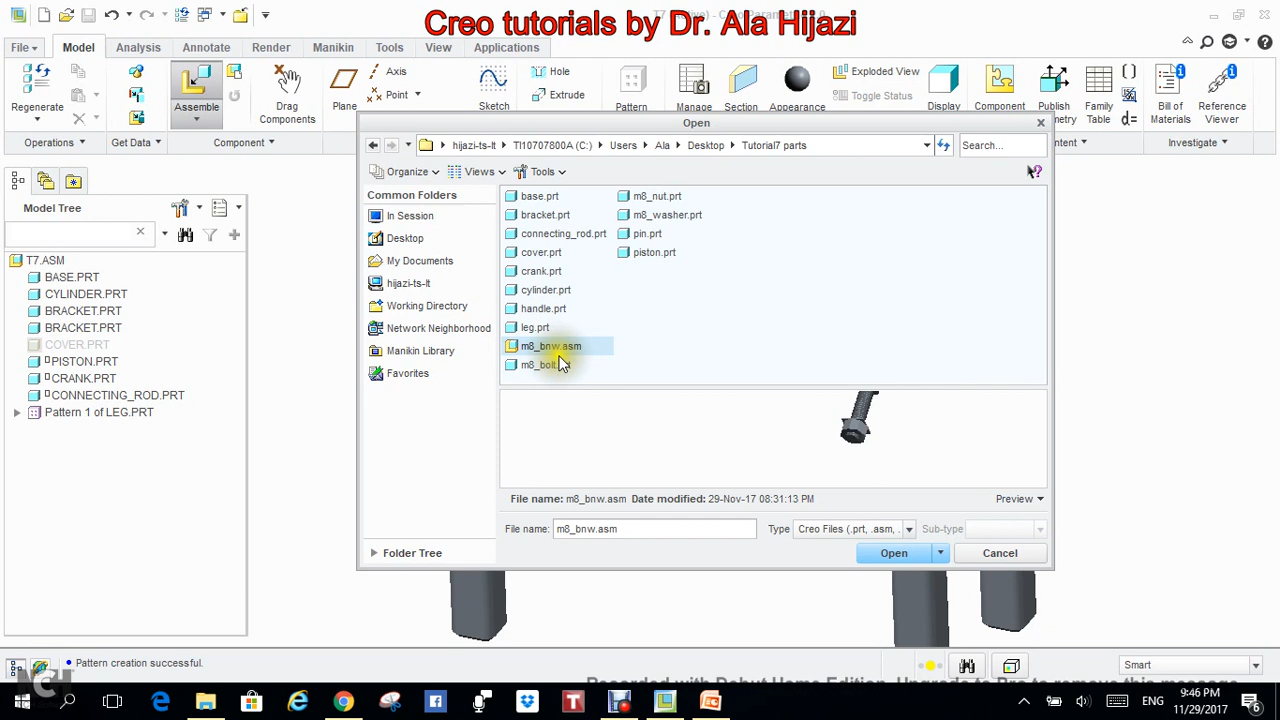 Creo tutorials by Dr. Ala Hijazi
File
Model
Analysis
Annotate
Render
Manikin
Tools
View
Applications
Regenerate
Assemble
Drag
Components
Plane
Axis
Point
Sketch
Hole
Extrude
Pattern
Manage
Section
Appearance
Exploded View
Toggle Status
Display
Component
Publish
Geometry
Family
Table
Bill of
Materials
Reference
Viewer
Operations
Get Data
Component
Investigate
Model Tree
T7.ASM
BASE.PRT
CYLINDER.PRT
BRACKET.PRT
BRACKET.PRT
COVER.PRT
PISTON.PRT
CRANK.PRT
CONNECTING_ROD.PRT
Pattern 1 of LEG.PRT
Open
hijazi-ts-lt
TI10707800A (C:)
Users
Ala
Desktop
Tutorial7 parts
Search...
Organize
Views
Tools
Common Folders
In Session
Desktop
My Documents
hijazi-ts-lt
Working Directory
Network Neighborhood
Manikin Library
Favorites
Folder Tree
base.prt
bracket.prt
connecting_rod.prt
cover.prt
crank.prt
cylinder.prt
handle.prt
leg.prt
m8_bnw.asm
m8_nut.prt
m8_washer.prt
pin.prt
piston.prt
File name: m8_bnw.asm Date modified: 29-Nov-17 08:31:13 PM
Preview
File name: m8_bnw.asm
Type Creo Files (.prt, .asm, .
Sub-type
Open
Cancel
Pattern creation successful.
Smart
NCH
ENG
9:46 PM
11/29/2017
6